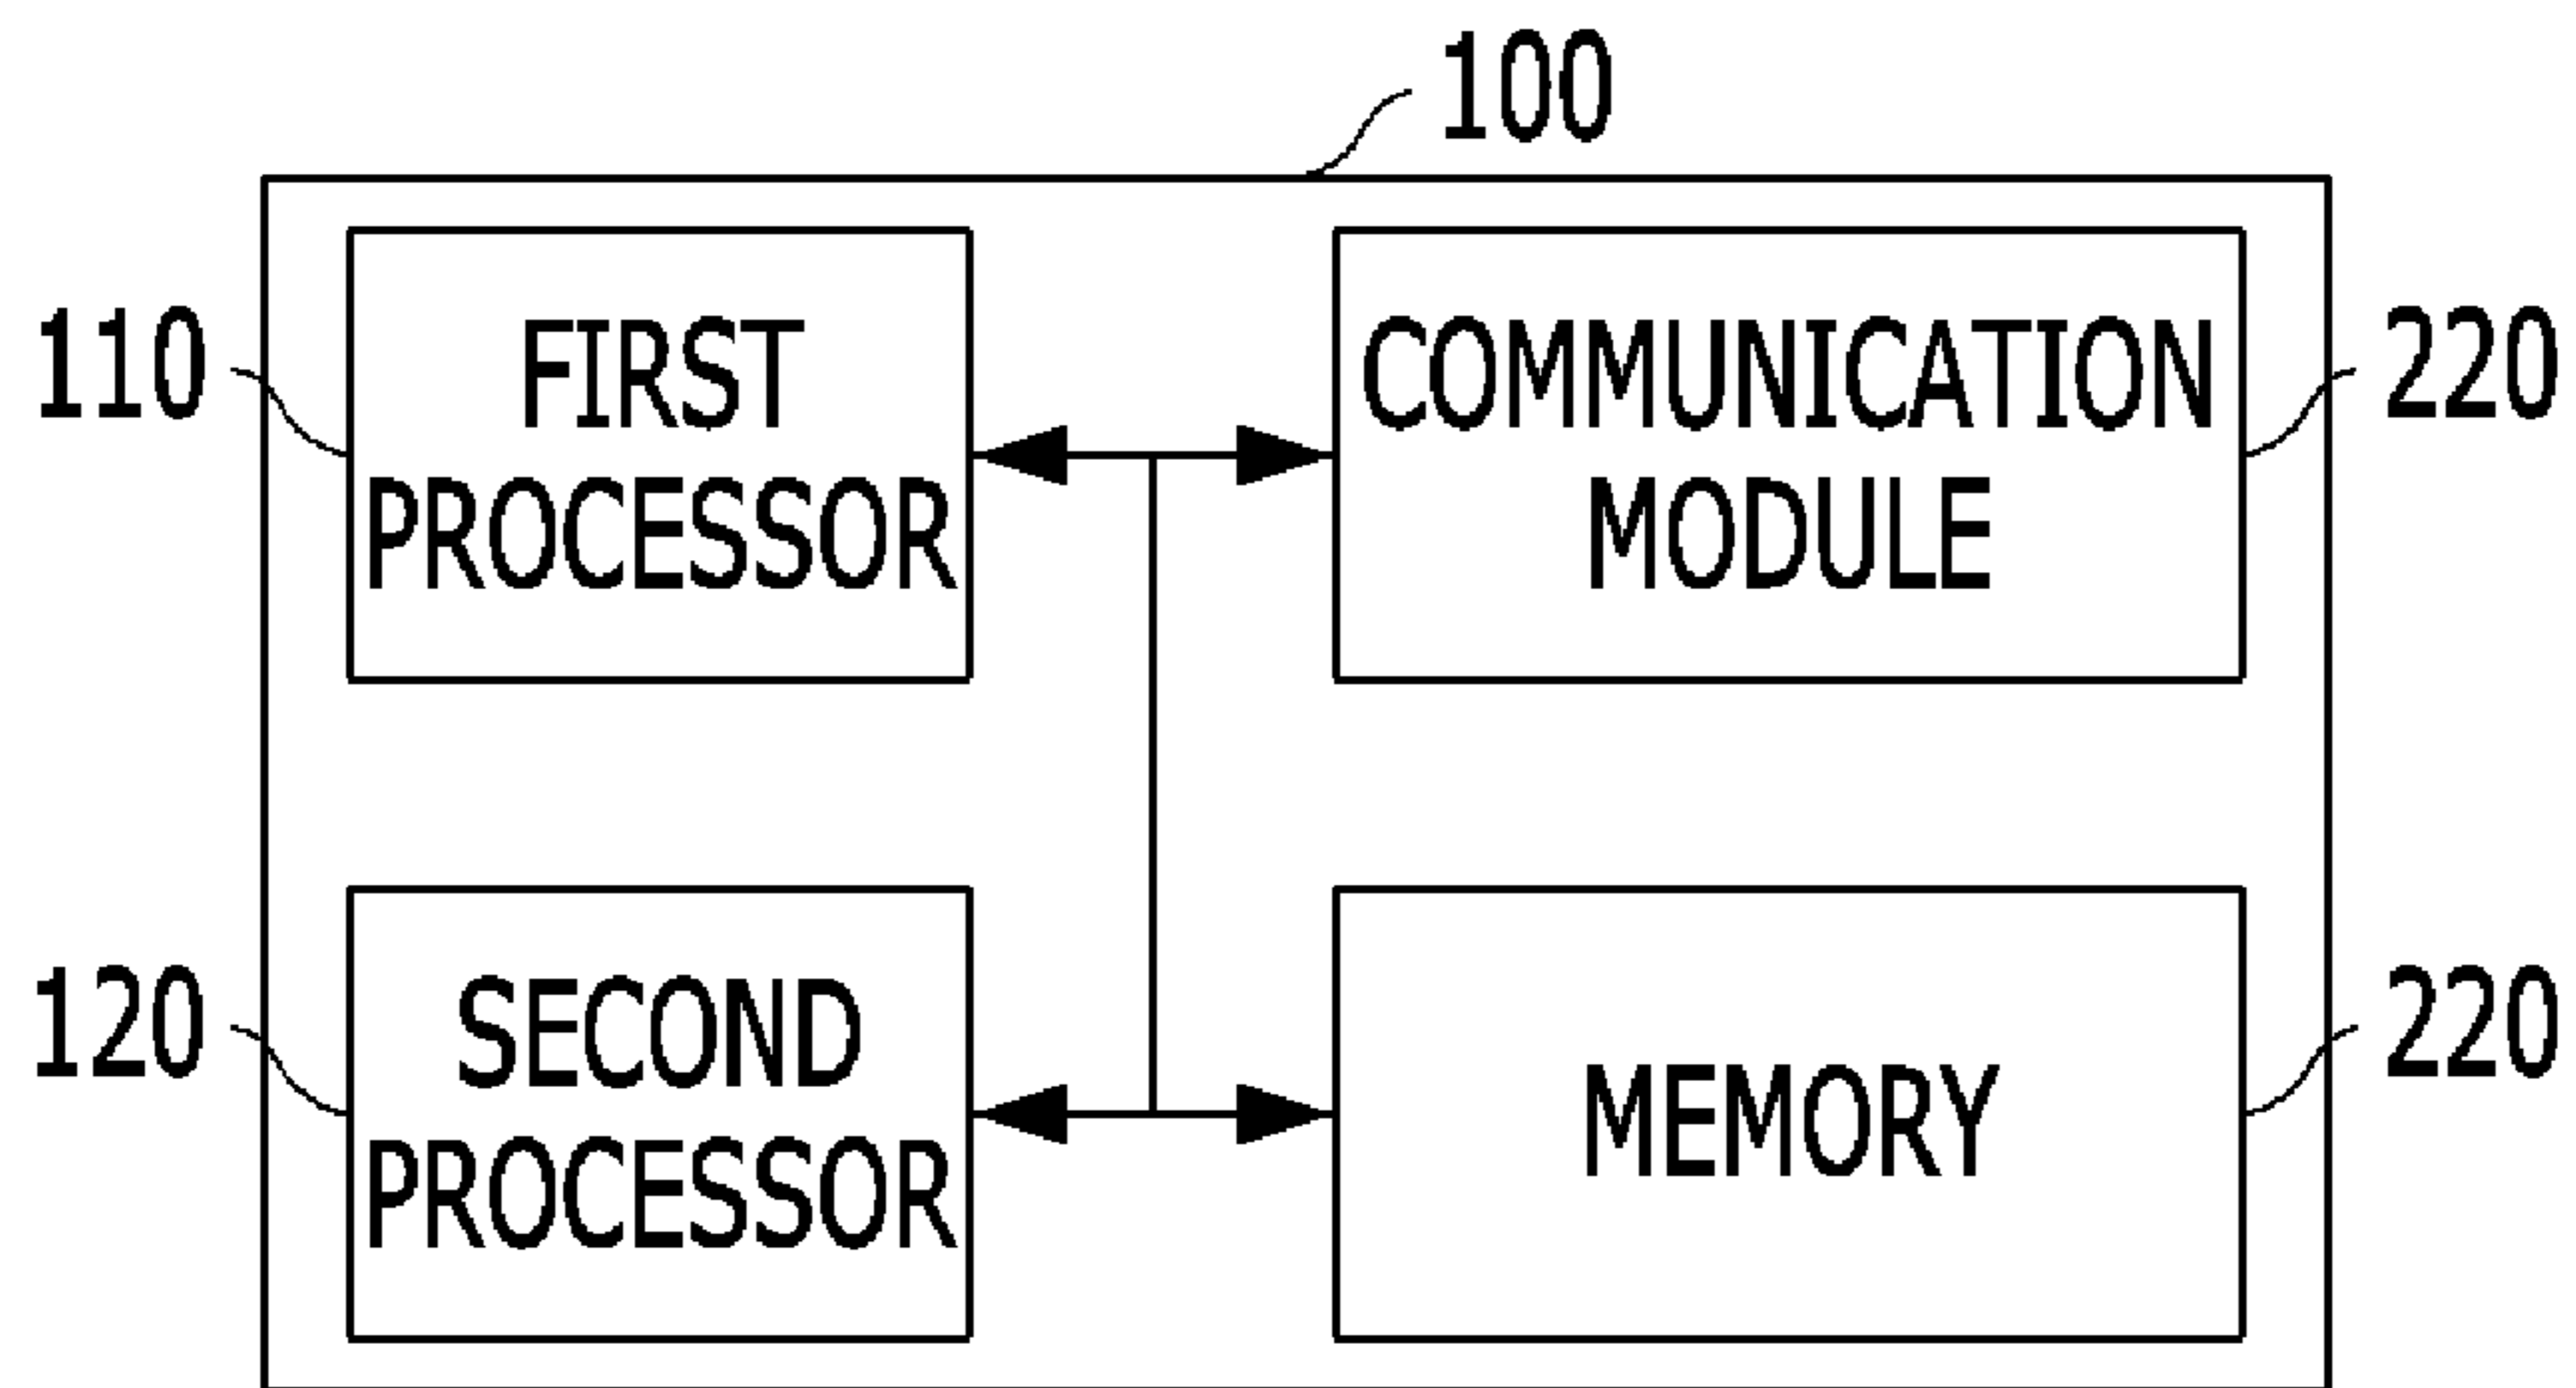 100
110
FIRST
PROCESSOR
COMMUNICATION
MODULE
220
120
SECOND
PROCESSOR
MEMORY
220